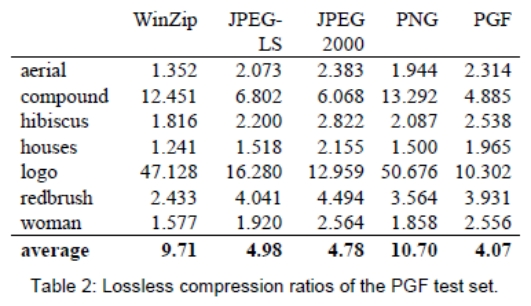 WinZip JPEG-LS JPEG 2000 PNG PGF
aerial 1.352 2.073 2.383 1.944 2.314
compound 12.451 6.802 6.068 13.292 4.885
hibiscus 1.816 2.200 2.822 2.087 2.538
houses 1.241 1.518 2.155 1.500 1.965
logo 47.128 16.280 12.959 50.676 10.302
redbrush 2.433 4.041 4.494 3.564 3.931
woman 1.577 1.920 2.564 1.858 2.556
average 9.71 4.98 4.78 10.70 4.07
Table 2: Lossless compression ratios of the PGF test set.